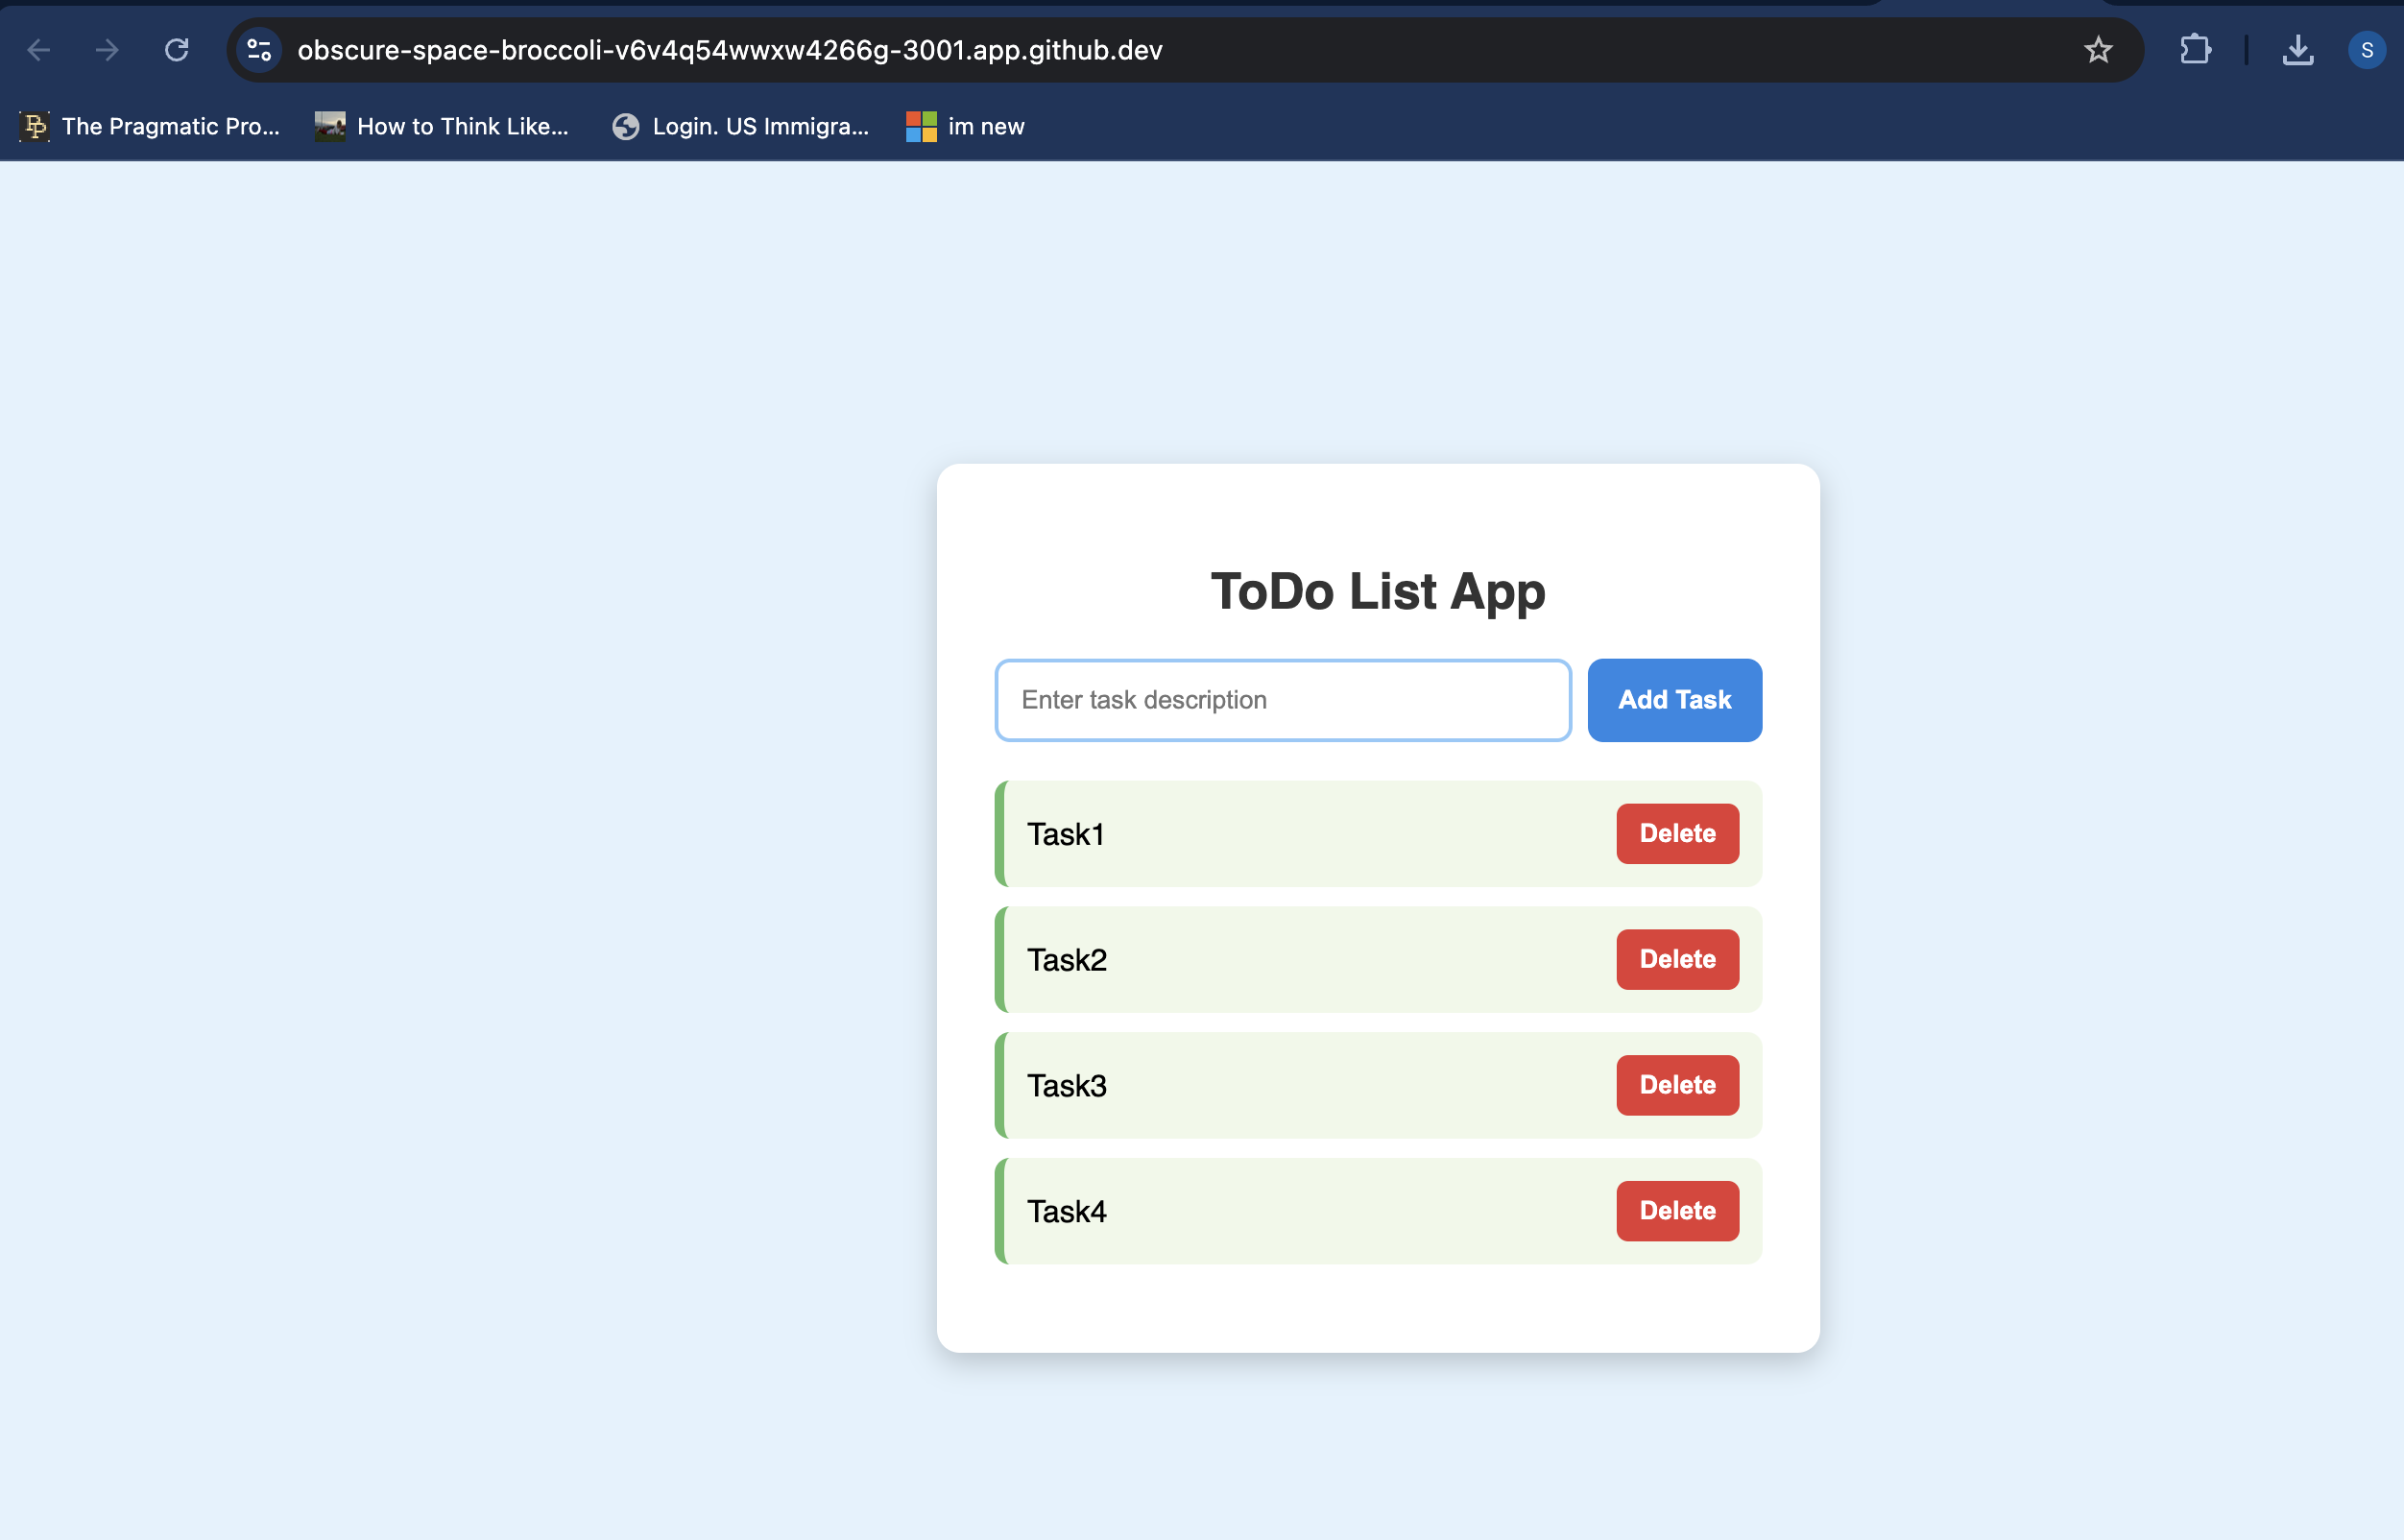 obscure-space-broccoli-v6v4q54wwxw4266g-3001.app.github.dev
S
The Pragmatic Pro...
How to Think Like...
Login. US Immigra...
im new
ToDo List App
Enter task description
Add Task
Task1
Delete
Task2
Delete
Task3
Delete
Task4
Delete